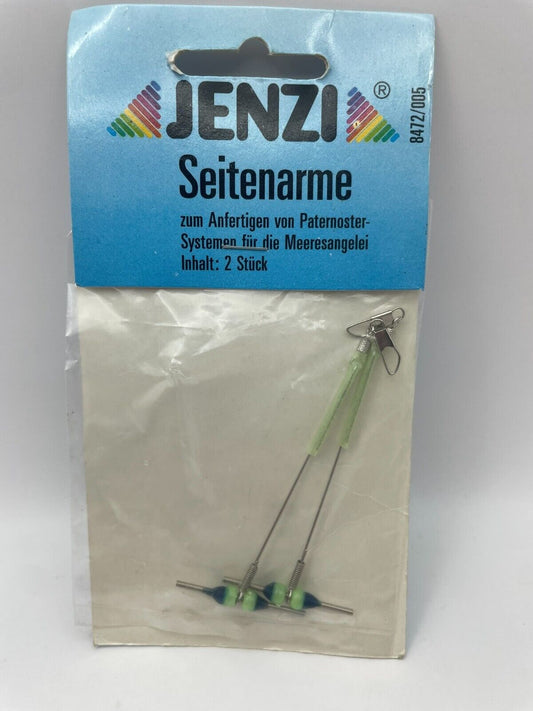 JENZI®
8472/005
Seitenarme
zum Anfertigen von Paternoster-
Systemen für die Meeresangelei
Inhalt: 2 Stück